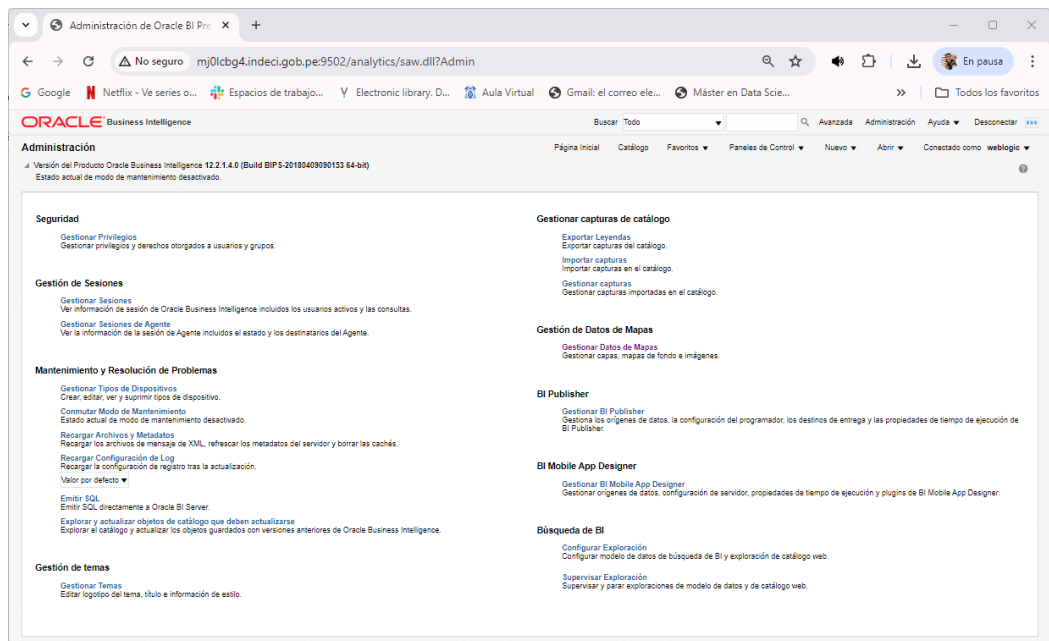 Administración de Oracle BI Pre
No seguro mj0lcbg4.indeci.gob.pe:9502/analytics/saw.dll?Admin
En pausa
Google
Netflix - Ve series o...
Espacios de trabajo...
Electronic library. D...
Aula Virtual
Gmail: el correo ele...
Máster en Data Scie...
Todos los favoritos
ORACLE Business Intelligence
Buscar Todo
Avanzada Administración Ayuda Desconectar
Administración
Página Inicial Catálogo Favoritos Paneles de Control Nuevo Abrir Conectado como weblogic
Versión del Producto Oracle Business Intelligence 12.2.1.4.0 (Build BIPS-20180409090153 64-bit)
Estado actual de modo de mantenimiento desactivado.
Seguridad
Gestionar Privilegios
Gestionar privilegios y derechos otorgados a usuarios y grupos.
Gestión de Sesiones
Gestionar Sesiones
Ver información de sesión de Oracle Business Intelligence incluidos los usuarios activos y las consultas.
Gestionar Sesiones de Agente
Ver la información de la sesión de Agente incluidos el estado y los destinatarios del Agente.
Mantenimiento y Resolución de Problemas
Gestionar Tipos de Dispositivos
Crear, editar, ver y suprimir tipos de dispositivo.
Conmutar Modo de Mantenimiento
Estado actual de modo de mantenimiento desactivado.
Recargar Archivos y Metadatos
Recargar los archivos de mensaje de XML, refrescar los metadatos del servidor y borrar las cachés.
Recargar Configuración de Log
Recargar la configuración de registro tras la actualización.
Valor por defecto
Emitir SQL
Emitir SQL directamente a Oracle BI Server.
Explorar y actualizar objetos de catálogo que deben actualizarse
Explorar el catálogo y actualizar los objetos guardados con versiones anteriores de Oracle Business Intelligence.
Gestión de temas
Gestionar Temas
Editar logotipo del tema, título e información de estilo.
Gestionar capturas de catálogo
Exportar Leyendas
Exportar capturas del catálogo.
Importar capturas
Importar capturas en el catálogo.
Gestionar capturas
Gestionar capturas importadas en el catálogo.
Gestión de Datos de Mapas
Gestionar Datos de Mapas
Gestionar capas, mapas de fondo e imágenes.
BI Publisher
Gestionar BI Publisher
Gestiona los orígenes de datos, la configuración del programador, los destinos de entrega y las propiedades de tiempo de ejecución de
BI Publisher.
BI Mobile App Designer
Gestionar BI Mobile App Designer
Gestionar orígenes de datos, configuración de servidor, propiedades de tiempo de ejecución y plugins de BI Mobile App Designer.
Búsqueda de BI
Configurar Exploración
Configurar modelo de datos de búsqueda de BI y exploración de catálogo web.
Supervisar Exploración
Supervisar y parar exploraciones de modelo de datos y de catálogo web.